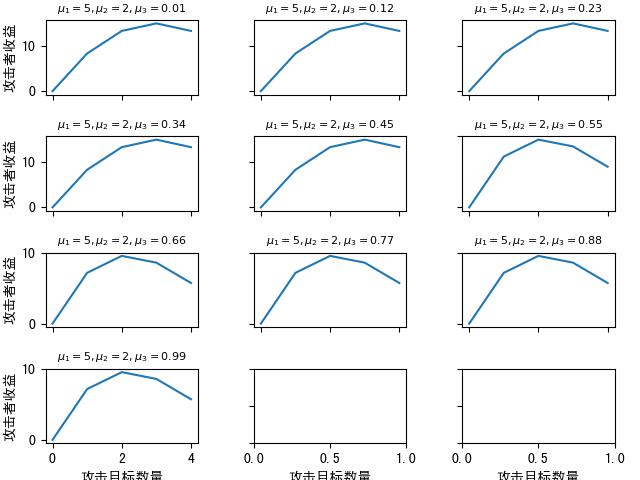 μ₁ = 5, μ₂ = 2, μ₃ = 0.01 μ₁ = 5, μ₂ = 2, μ₃ = 0.12 μ₁ = 5, μ₂ = 2, μ₃ = 0.23
攻击者收益
10
0
μ₁ = 5, μ₂ = 2, μ₃ = 0.34 μ₁ = 5, μ₂ = 2, μ₃ = 0.45 μ₁ = 5, μ₂ = 2, μ₃ = 0.55
攻击者收益
10
0
μ₁ = 5, μ₂ = 2, μ₃ = 0.66 μ₁ = 5, μ₂ = 2, μ₃ = 0.77 μ₁ = 5, μ₂ = 2, μ₃ = 0.88
攻击者收益
10
0
μ₁ = 5, μ₂ = 2, μ₃ = 0.99
攻击者收益
10
0
0 2 4 0.0 0.5 1.0 0.0 0.5 1.0
攻击目标数量 攻击目标数量 攻击目标数量